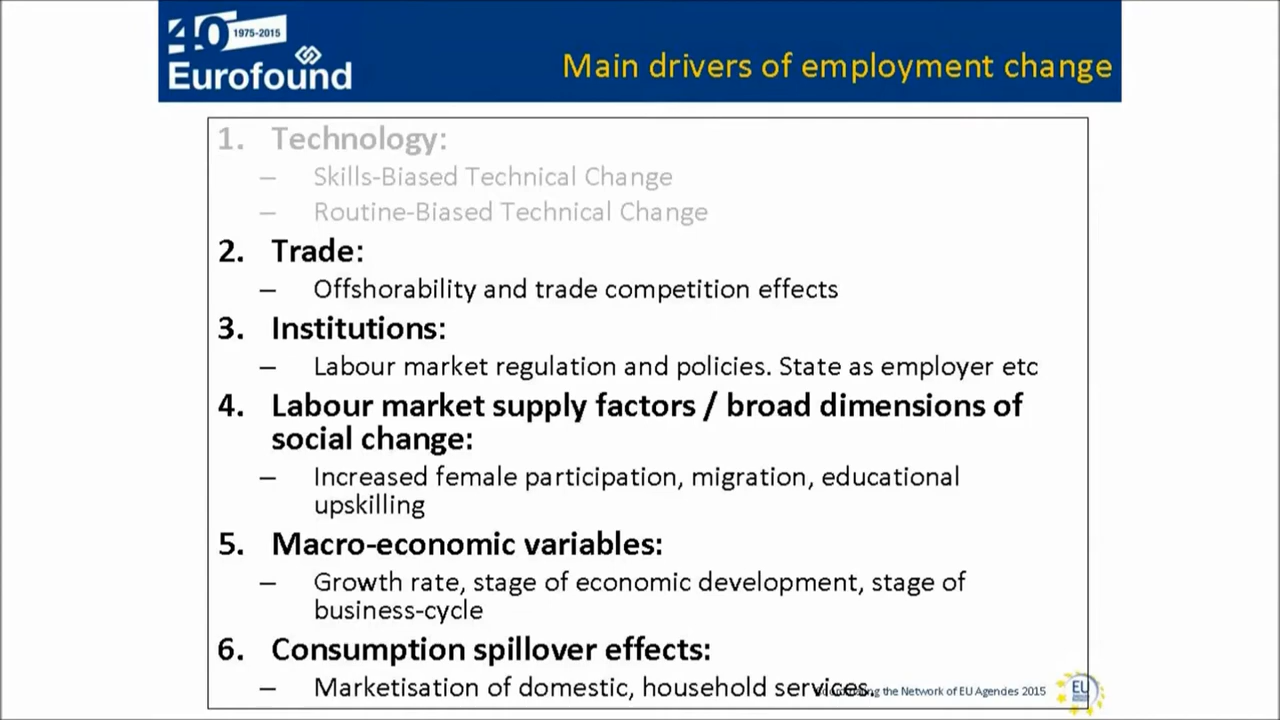 40 1975-2015
Eurofound
Main drivers of employment change
1. Technology:
– Skills-Biased Technical Change
– Routine-Biased Technical Change
2. Trade:
– Offshorability and trade competition effects
3. Institutions:
– Labour market regulation and policies. State as employer etc
4. Labour market supply factors / broad dimensions of
social change:
– Increased female participation, migration, educational
upskilling
5. Macro-economic variables:
– Growth rate, stage of economic development, stage of
business-cycle
6. Consumption spillover effects:
– Marketisation of domestic, household services.
the Network of EU Agencies 2015
EU